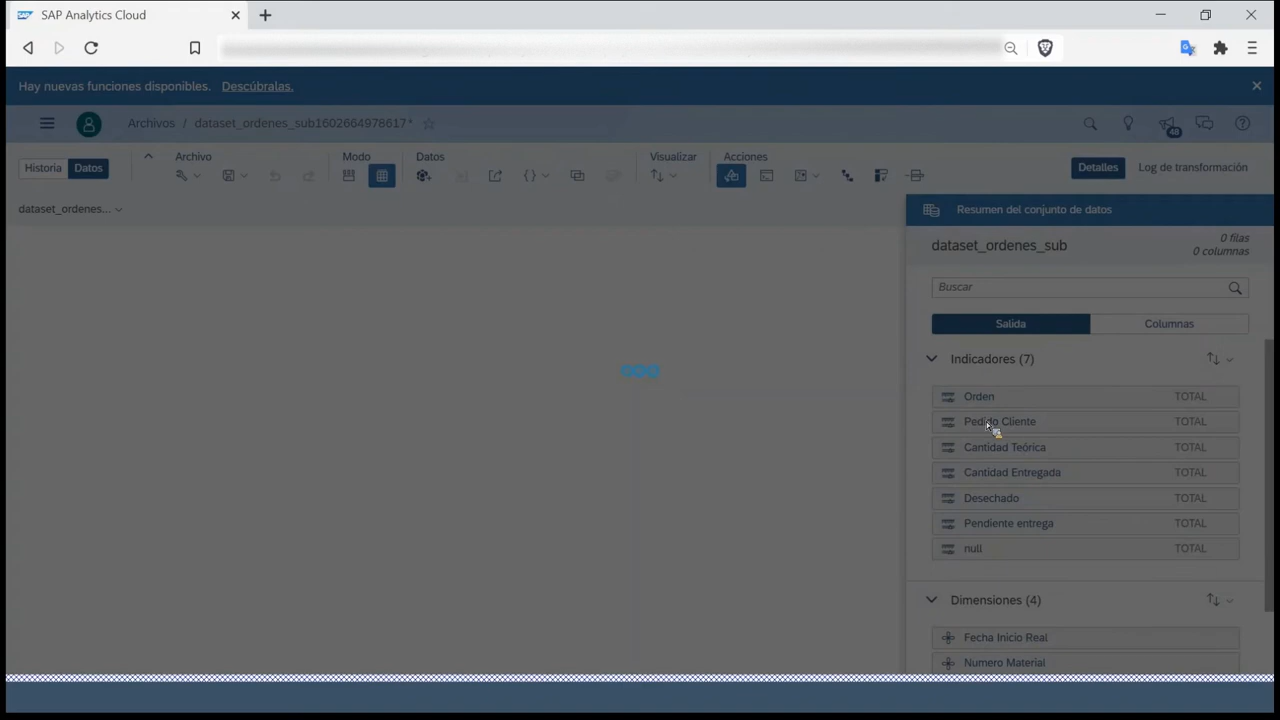 SAP Analytics Cloud
Hay nuevas funciones disponibles. Descúbralas.
Archivos / dataset_ordenes_sub1602664978617*
48
Historia Datos
Archivo
Modo
Datos
Visualizar
Acciones
Detalles
Log de transformación
dataset_ordenes...
Resumen del conjunto de datos
dataset_ordenes_sub
0 filas
0 columnas
Buscar
Salida Columnas
Indicadores (7)
Orden TOTAL
Pedido Cliente TOTAL
Cantidad Teórica TOTAL
Cantidad Entregada TOTAL
Desechado TOTAL
Pendiente entrega TOTAL
null TOTAL
Dimensiones (4)
Fecha Inicio Real
Numero Material